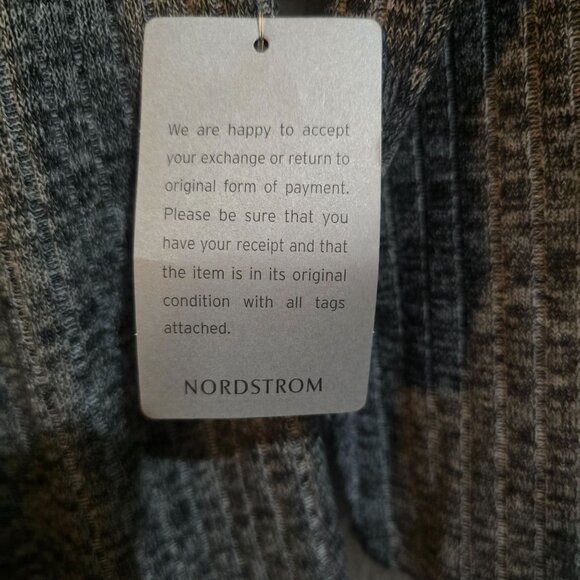 We are happy to accept
your exchange or return to
original form of payment.
Please be sure that you
have your receipt and that
the item is in its original
condition with all tags
attached.
NORDSTROM